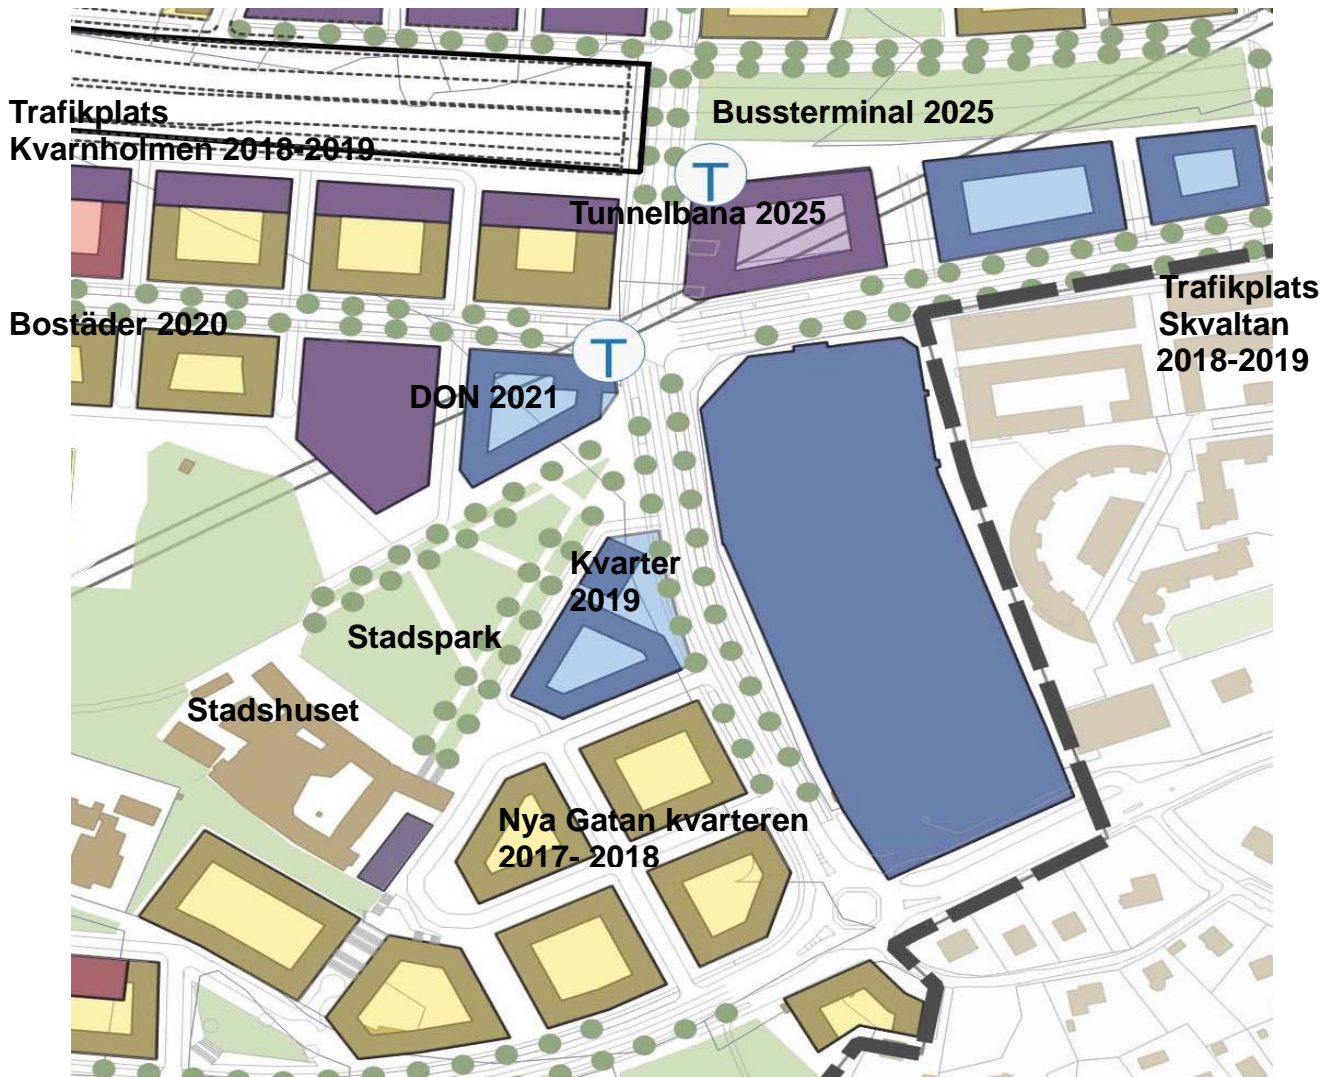 Trafikplats
Kvarnholmen 2018-2019
Bussterminal 2025
T
Tunnelbana 2025
Trafikplats
Skvaltan
2018-2019
Bostäder 2020
T
DON 2021
Kvarter
2019
Stadspark
Stadshuset
Nya Gatan kvarteren
2017- 2018